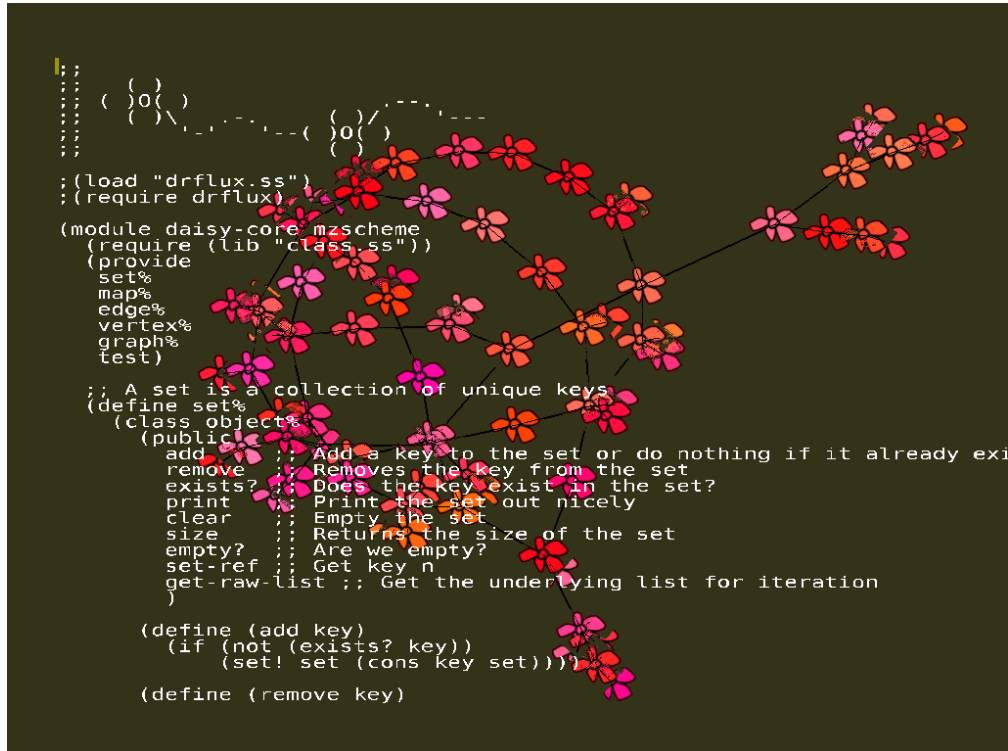 ;;
;;    ( )
;; ( )O( )                .--.
;;    ( )\   .-.      ( )/    '---
;;        '-'   '--( )O( )
;;                    ( )
;(load "drflux.ss")
;(require drflux)
(module daisy-core mzscheme
(require (lib "class.ss"))
(provide
set%
map%
edge%
vertex%
graph%
test)
;; A set is a collection of unique keys
(define set%
(class object%
(public
add ;; Add a key to the set or do nothing if it already exi
remove ;; Removes the key from the set
exists? ;; Does the key exist in the set?
print ;; Print the set out nicely
clear ;; Empty the set
size ;; Returns the size of the set
empty? ;; Are we empty?
set-ref ;; Get key n
get-raw-list ;; Get the underlying list for iteration
)
(define (add key)
(if (not (exists? key))
(set! set (cons key set))))
(define (remove key)